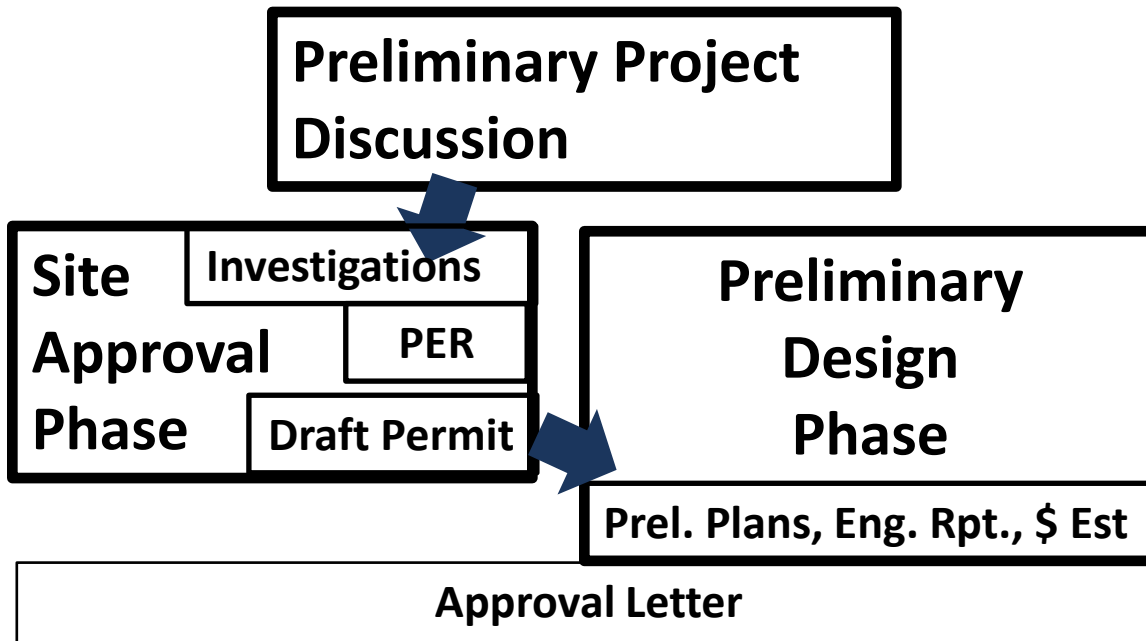 Preliminary Project
Discussion
Site
Approval
Phase
Investigations
PER
Draft Permit
Preliminary
Design
Phase
Prel. Plans, Eng. Rpt., $ Est
Approval Letter